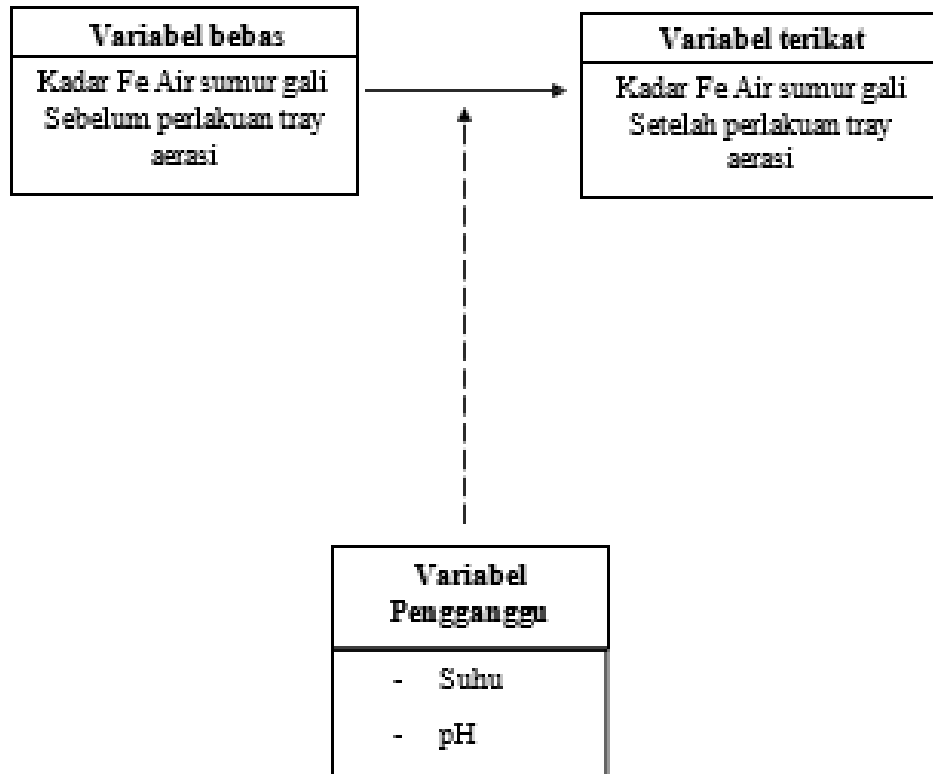 Variabel bebas
Kadar Fe Air sumur gali
Sebelum perlakuan tray
aerasi
Variabel terikat
Kadar Fe Air sumur gali
Setelah perlakuan tray
aerasi
Variabel
Pengganggu
- Suhu
- pH